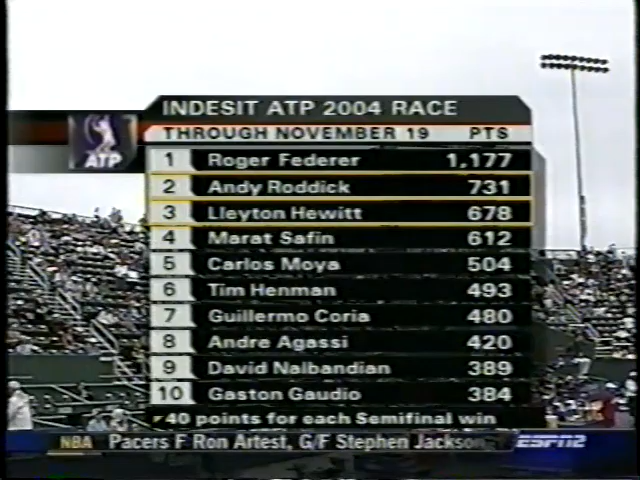 INDESIT ATP 2004 RACE
THROUGH NOVEMBER 19 PTS
ATP
1 Roger Federer 1,177
2 Andy Roddick 731
3 Lleyton Hewitt 678
4 Marat Safin 612
5 Carlos Moya 504
6 Tim Henman 493
7 Guillermo Coria 480
8 Andre Agassi 420
9 David Nalbandian 389
10 Gaston Gaudio 384
40 points for each Semifinal win
NBA Pacers F Ron Artest, G/F Stephen Jackson ESPN2